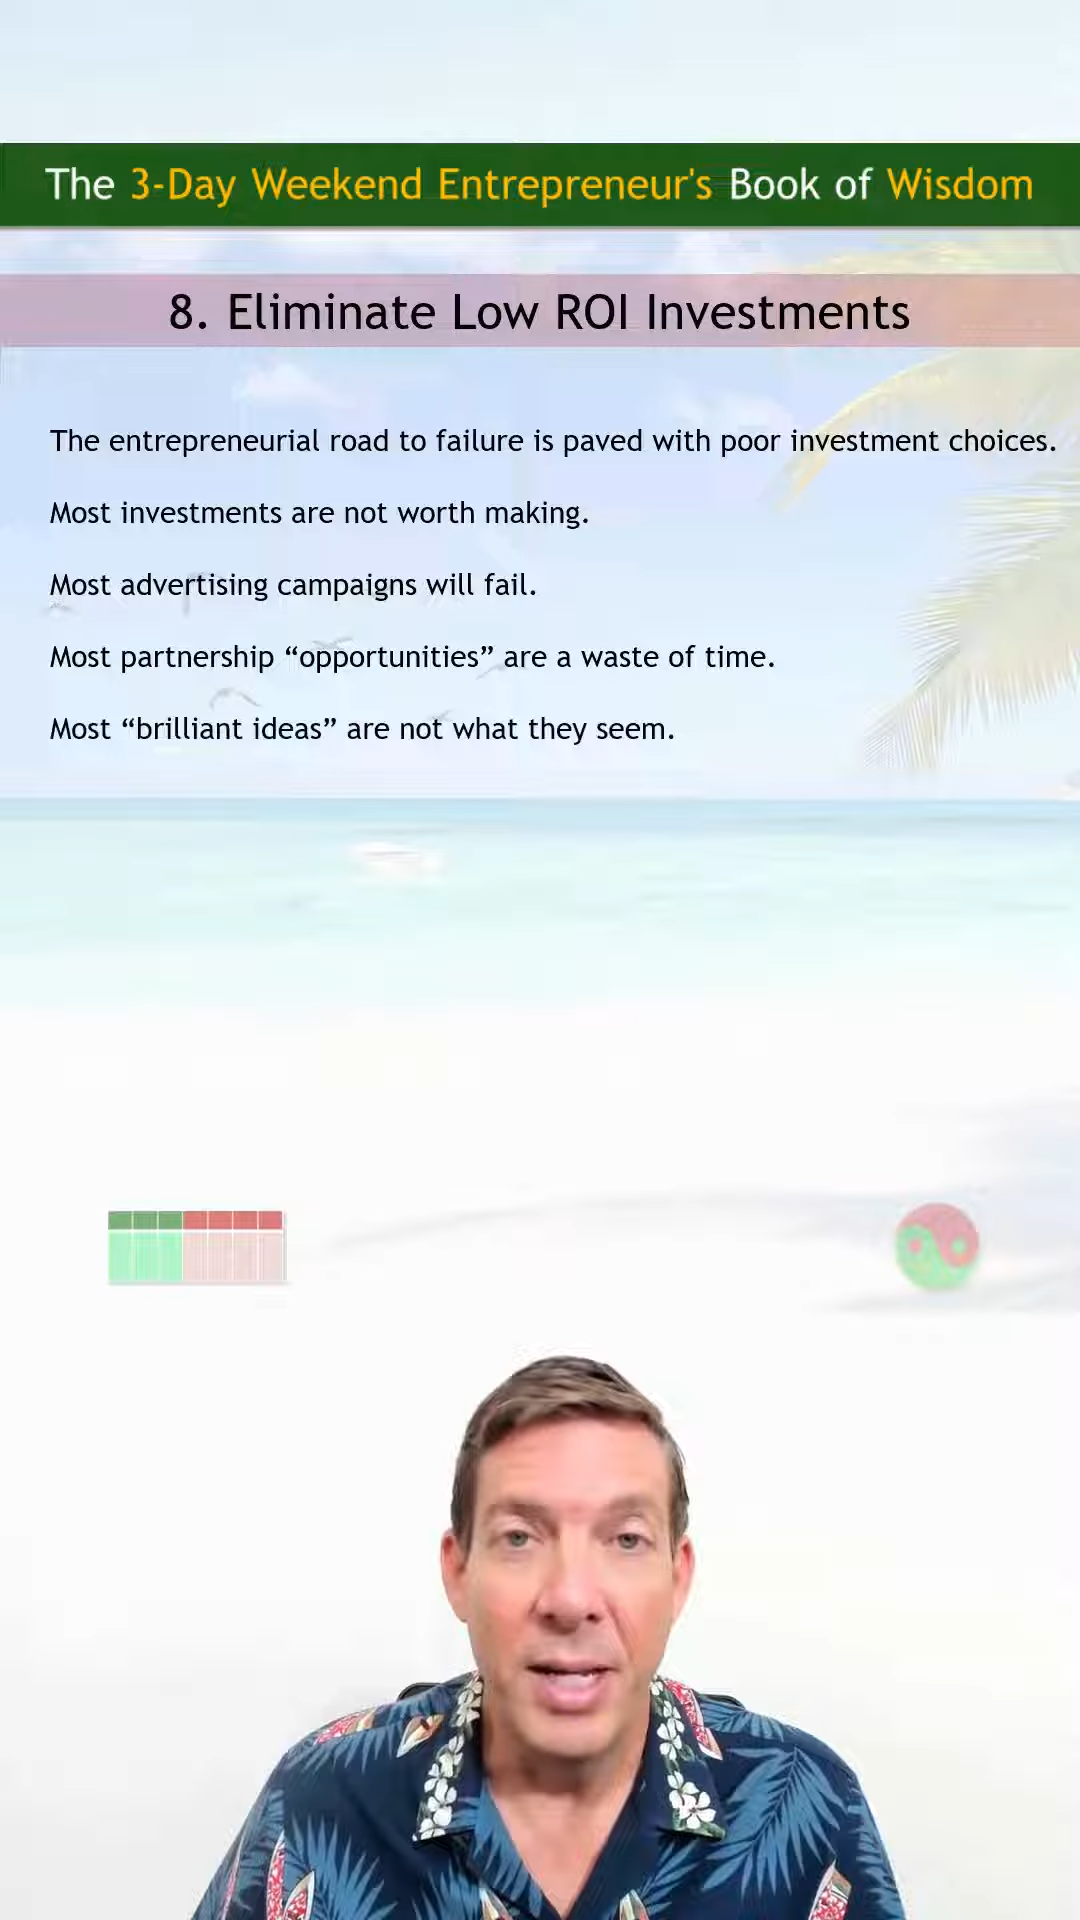 The 3-Day Weekend Entrepreneur's Book of Wisdom
8. Eliminate Low ROI Investments
The entrepreneurial road to failure is paved with poor investment choices.
Most investments are not worth making.
Most advertising campaigns will fail.
Most partnership “opportunities” are a waste of time.
Most “brilliant ideas” are not what they seem.